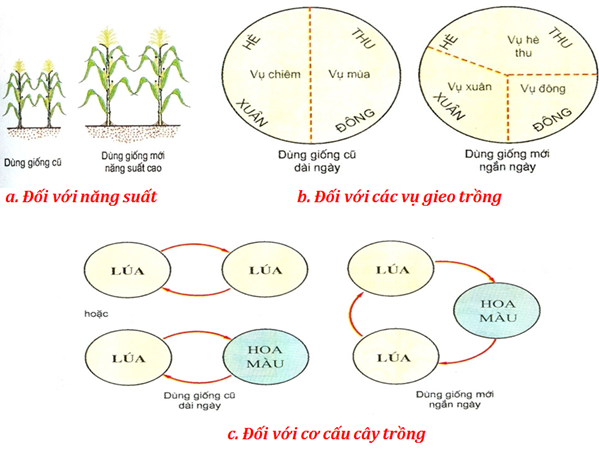 Dùng giống cũ
Dùng giống mới
năng suất cao
a. Đối với năng suất
HÈ
THU
Vụ chiêm
Vụ mùa
XUÂN
ĐÔNG
Dùng giống cũ
dài ngày
HÈ
Vụ hè
thu
THU
Vụ xuân
Vụ đông
XUÂN
ĐÔNG
Dùng giống mới
ngắn ngày
b. Đối với các vụ gieo trồng
LÚA
LÚA
hoặc
LÚA
HOA
MÀU
Dùng giống cũ
dài ngày
LÚA
HOA
MÀU
LÚA
Dùng giống mới
ngắn ngày
c. Đối với cơ cấu cây trồng